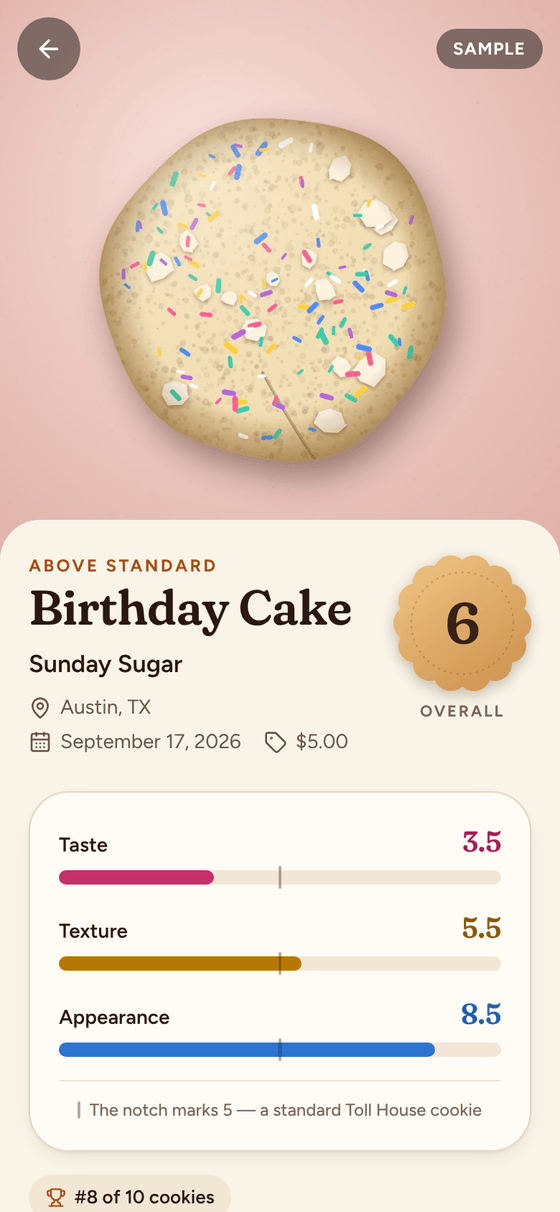 SAMPLE
ABOVE STANDARD
Birthday Cake
6
Sunday Sugar
Austin, TX
OVERALL
September 17, 2026 $5.00
Taste 3.5
Texture 5.5
Appearance 8.5
The notch marks 5 — a standard Toll House cookie
#8 of 10 cookies